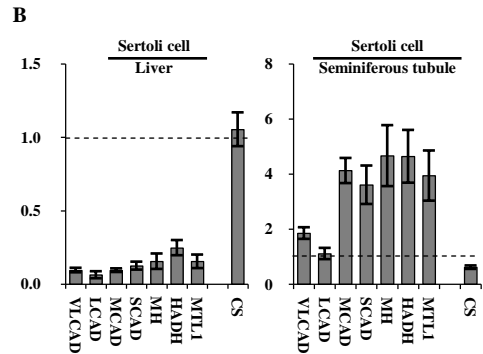 B
Sertoli cell
Liver
1.5
1.0
0.5
0.0
VLCAD
LCAD
MCAD
SCAD
MH
HADH
MTL1
CS
Sertoli cell
Seminiferous tubule
8
6
4
2
0
VLCAD
LCAD
MCAD
SCAD
MH
HADH
MTL1
CS